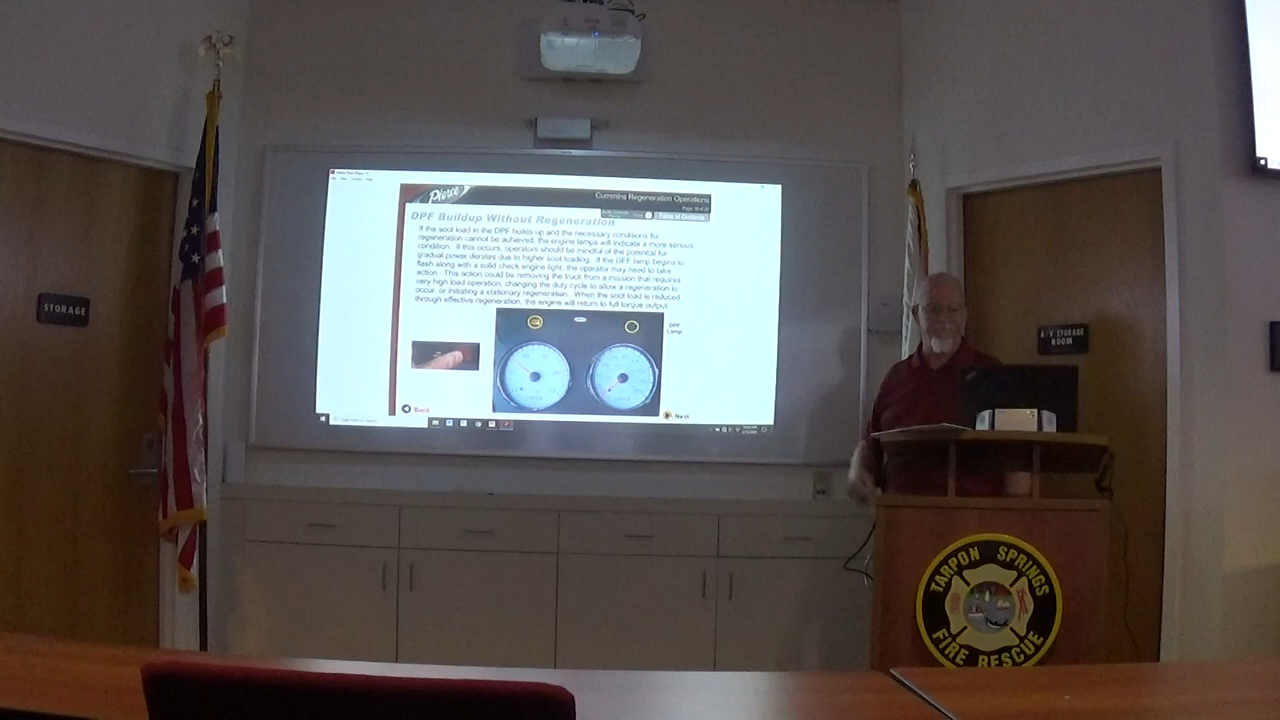 Pierce
Cummins Regeneration Operations
Table of Contents
DPF Buildup Without Regeneration
If the soot load in the DPF builds up and the necessary conditions for
regeneration cannot be achieved, the engine lamps will indicate a more serious
condition. If this occurs, operators should be mindful of the potential for
gradual power derates due to higher soot loading. If the DPF lamp begins to
flash along with a solid check engine light, the operator may need to take
action. This action could be removing the truck from a mission that requires
very high load operation, changing the duty cycle to allow a regeneration to
occur, or initiating a stationary regeneration. When the soot load is reduced
through effective regeneration, the engine will return to full torque output.
DPF
Lamp
Back
Next
STORAGE
A/V STORAGE
ROOM
TARPON SPRINGS
FIRE RESCUE